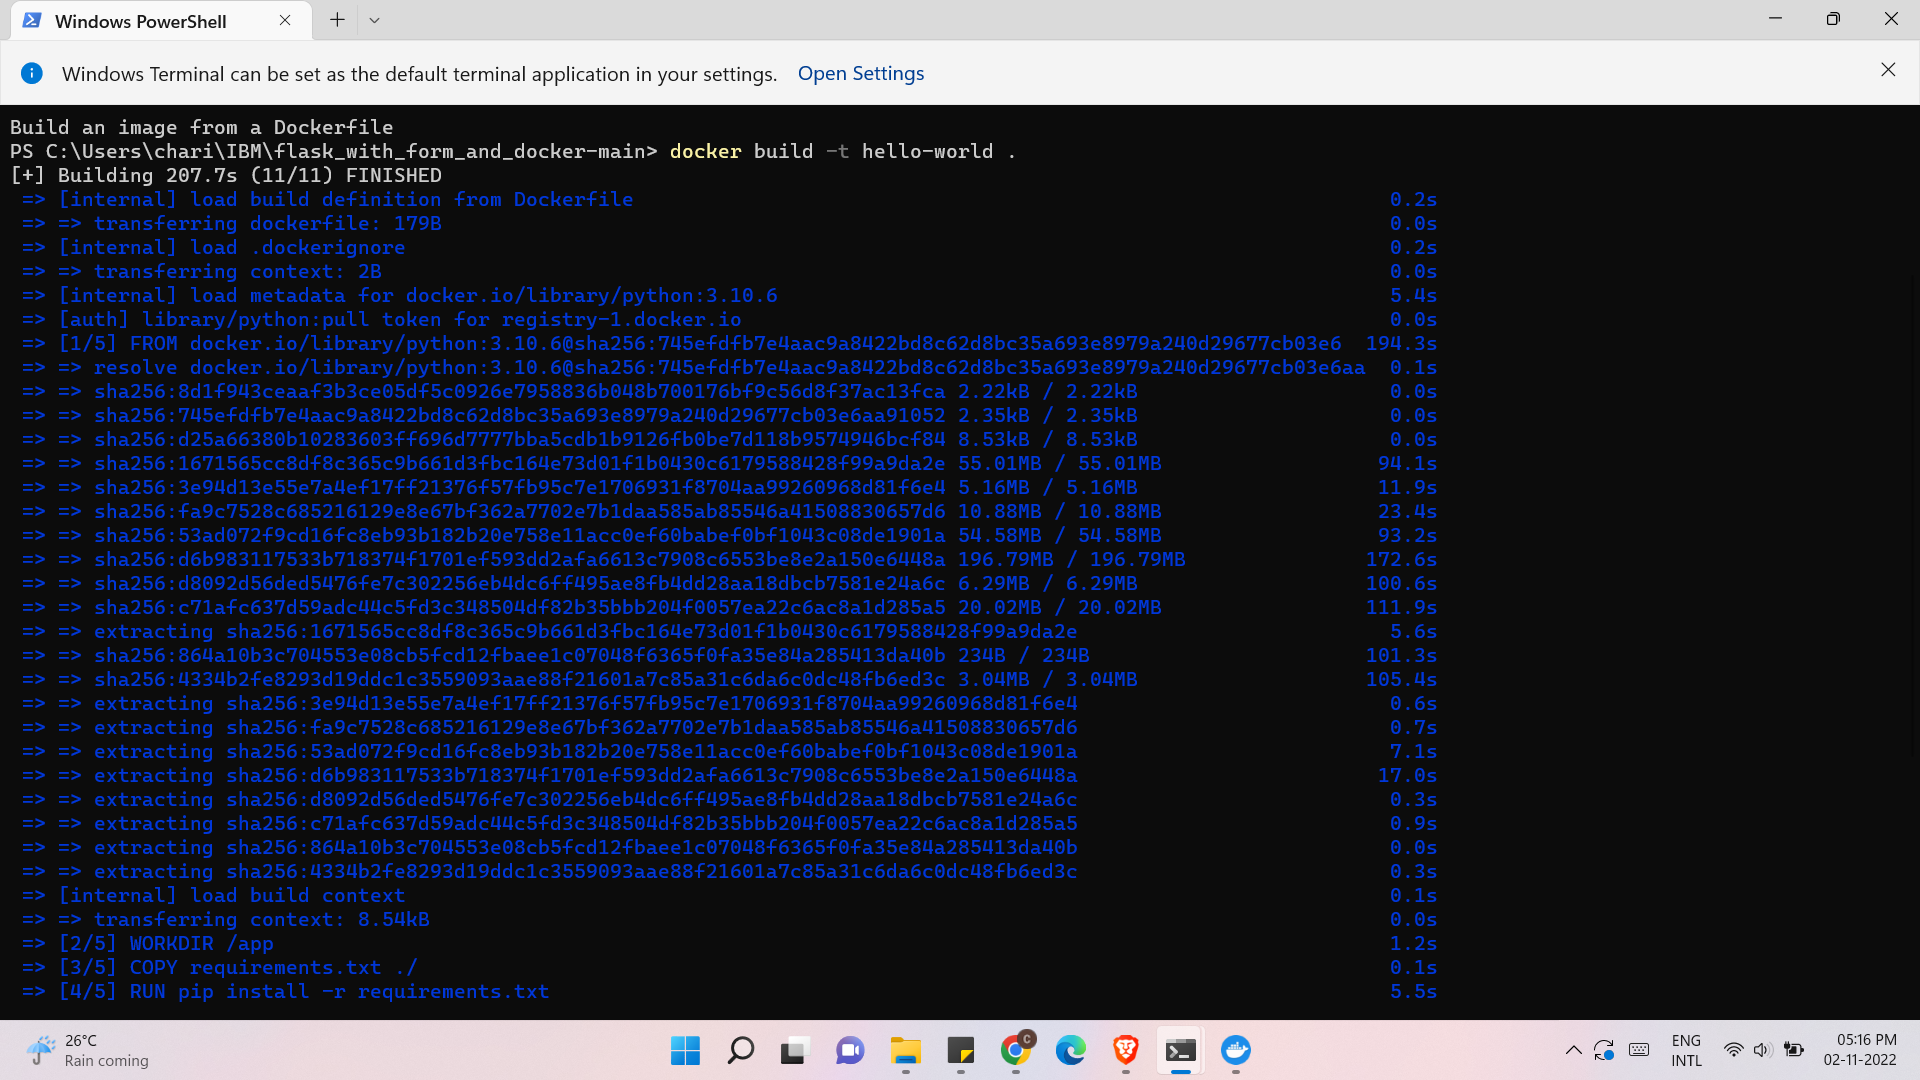 Windows PowerShell
Windows Terminal can be set as the default terminal application in your settings. Open Settings
Build an image from a Dockerfile
PS C:\Users\chari\IBM\flask_with_form_and_docker-main> docker build -t hello-world .
[+] Building 207.7s (11/11) FINISHED
=> [internal] load build definition from Dockerfile 0.2s
=> => transferring dockerfile: 179B 0.0s
=> [internal] load .dockerignore 0.2s
=> => transferring context: 2B 0.0s
=> [internal] load metadata for docker.io/library/python:3.10.6 5.4s
=> [auth] library/python:pull token for registry-1.docker.io 0.0s
=> [1/5] FROM docker.io/library/python:3.10.6@sha256:745efdfb7e4aac9a8422bd8c62d8bc35a693e8979a240d29677cb03e6 194.3s
=> => resolve docker.io/library/python:3.10.6@sha256:745efdfb7e4aac9a8422bd8c62d8bc35a693e8979a240d29677cb03e6aa 0.1s
=> => sha256:8d1f943ceaaf3b3ce05df5c0926e7958836b048b700176bf9c56d8f37ac13fca 2.22kB / 2.22kB 0.0s
=> => sha256:745efdfb7e4aac9a8422bd8c62d8bc35a693e8979a240d29677cb03e6aa91052 2.35kB / 2.35kB 0.0s
=> => sha256:d25a66380b10283603ff696d7777bba5cdb1b9126fb0be7d118b9574946bcf84 8.53kB / 8.53kB 0.0s
=> => sha256:1671565cc8df8c365c9b661d3fbc164e73d01f1b0430c6179588428f99a9da2e 55.01MB / 55.01MB 94.1s
=> => sha256:3e94d13e55e7a4ef17ff21376f57fb95c7e1706931f8704aa99260968d81f6e4 5.16MB / 5.16MB 11.9s
=> => sha256:fa9c7528c685216129e8e67bf362a7702e7b1daa585ab85546a41508830657d6 10.88MB / 10.88MB 23.4s
=> => sha256:53ad072f9cd16fc8eb93b182b20e758e11acc0ef60babef0bf1043c08de1901a 54.58MB / 54.58MB 93.2s
=> => sha256:d6b983117533b718374f1701ef593dd2afa6613c7908c6553be8e2a150e6448a 196.79MB / 196.79MB 172.6s
=> => sha256:d8092d56ded5476fe7c302256eb4dc6ff495ae8fb4dd28aa18dbcb7581e24a6c 6.29MB / 6.29MB 100.6s
=> => sha256:c71afc637d59adc44c5fd3c348504df82b35bbb204f0057ea22c6ac8a1d285a5 20.02MB / 20.02MB 111.9s
=> => extracting sha256:1671565cc8df8c365c9b661d3fbc164e73d01f1b0430c6179588428f99a9da2e 5.6s
=> => sha256:864a10b3c704553e08cb5fcd12fbaee1c07048f6365f0fa35e84a285413da40b 234B / 234B 101.3s
=> => sha256:4334b2fe8293d19ddc1c3559093aae88f21601a7c85a31c6da6c0dc48fb6ed3c 3.04MB / 3.04MB 105.4s
=> => extracting sha256:3e94d13e55e7a4ef17ff21376f57fb95c7e1706931f8704aa99260968d81f6e4 0.6s
=> => extracting sha256:fa9c7528c685216129e8e67bf362a7702e7b1daa585ab85546a41508830657d6 0.7s
=> => extracting sha256:53ad072f9cd16fc8eb93b182b20e758e11acc0ef60babef0bf1043c08de1901a 7.1s
=> => extracting sha256:d6b983117533b718374f1701ef593dd2afa6613c7908c6553be8e2a150e6448a 17.0s
=> => extracting sha256:d8092d56ded5476fe7c302256eb4dc6ff495ae8fb4dd28aa18dbcb7581e24a6c 0.3s
=> => extracting sha256:c71afc637d59adc44c5fd3c348504df82b35bbb204f0057ea22c6ac8a1d285a5 0.9s
=> => extracting sha256:864a10b3c704553e08cb5fcd12fbaee1c07048f6365f0fa35e84a285413da40b 0.0s
=> => extracting sha256:4334b2fe8293d19ddc1c3559093aae88f21601a7c85a31c6da6c0dc48fb6ed3c 0.3s
=> [internal] load build context 0.1s
=> => transferring context: 8.54kB 0.0s
=> [2/5] WORKDIR /app 1.2s
=> [3/5] COPY requirements.txt ./ 0.1s
=> [4/5] RUN pip install -r requirements.txt 5.5s
26°C
Rain coming
C
ENG
INTL
05:16 PM
02-11-2022